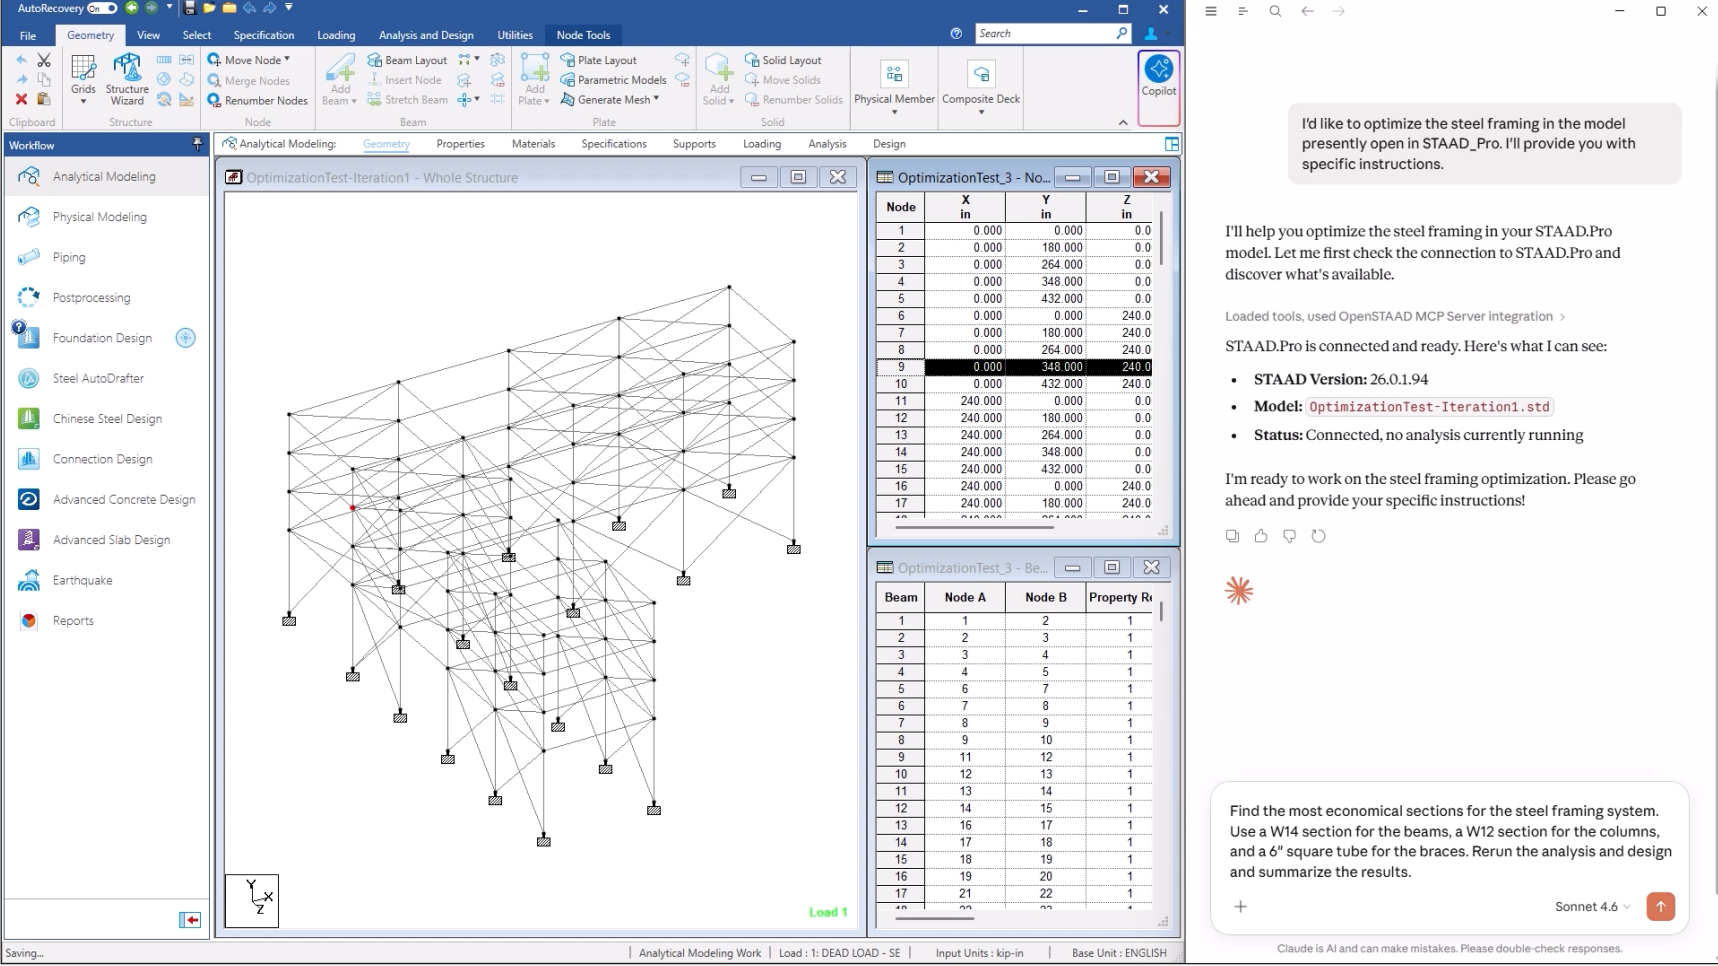 AutoRecovery On
File
Geometry
View
Select
Specification
Loading
Analysis and Design
Utilities
Node Tools
Search
Grids
Structure Wizard
Structure
Clipboard
Move Node
Merge Nodes
Renumber Nodes
Node
Add Beam
Beam Layout
Insert Node
Stretch Beam
Beam
Add Plate
Plate Layout
Parametric Models
Generate Mesh
Plate
Add Solid
Solid Layout
Move Solids
Renumber Solids
Solid
Physical Member
Composite Deck
Copilot
Workflow
Analytical Modeling
Physical Modeling
Piping
Postprocessing
Foundation Design
Steel AutoDrafter
Chinese Steel Design
Connection Design
Advanced Concrete Design
Advanced Slab Design
Earthquake
Reports
Analytical Modeling:
Geometry
Properties
Materials
Specifications
Supports
Loading
Analysis
Design
OptimizationTest-Iteration1 - Whole Structure
Y
X
Z
Load 1
OptimizationTest_3 - No...
Node X in Y in Z in
1 0.000 0.000 0.0
2 0.000 180.000 0.0
3 0.000 264.000 0.0
4 0.000 348.000 0.0
5 0.000 432.000 0.0
6 0.000 0.000 240.0
7 0.000 180.000 240.0
8 0.000 264.000 240.0
9 0.000 348.000 240.0
10 0.000 432.000 240.0
11 240.000 0.000 0.0
12 240.000 180.000 0.0
13 240.000 264.000 0.0
14 240.000 348.000 0.0
15 240.000 432.000 0.0
16 240.000 0.000 240.0
17 240.000 180.000 240.0
OptimizationTest_3 - Be...
Beam Node A Node B Property Re
1 1 2 1
2 2 3 1
3 3 4 1
4 4 5 1
5 6 7 1
6 7 8 1
7 8 9 1
8 9 10 1
9 11 12 1
10 12 13 1
11 13 14 1
12 14 15 1
13 16 17 1
14 17 18 1
15 18 19 1
16 19 20 1
17 21 22 1
Saving...
Analytical Modeling Work
Load : 1: DEAD LOAD - SE
Input Units : kip-in
Base Unit : ENGLISH
I'd like to optimize the steel framing in the model
presently open in STAAD_Pro. I'll provide you with
specific instructions.
I'll help you optimize the steel framing in your STAAD.Pro
model. Let me first check the connection to STAAD.Pro and
discover what's available.
Loaded tools, used OpenSTAAD MCP Server integration >
STAAD.Pro is connected and ready. Here's what I can see:
• STAAD Version: 26.0.1.94
• Model: OptimizationTest-Iteration1.std
• Status: Connected, no analysis currently running
I'm ready to work on the steel framing optimization. Please go
ahead and provide your specific instructions!
Find the most economical sections for the steel framing system.
Use a W14 section for the beams, a W12 section for the columns,
and a 6" square tube for the braces. Rerun the analysis and design
and summarize the results.
Sonnet 4.6
Claude is AI and can make mistakes. Please double-check responses.